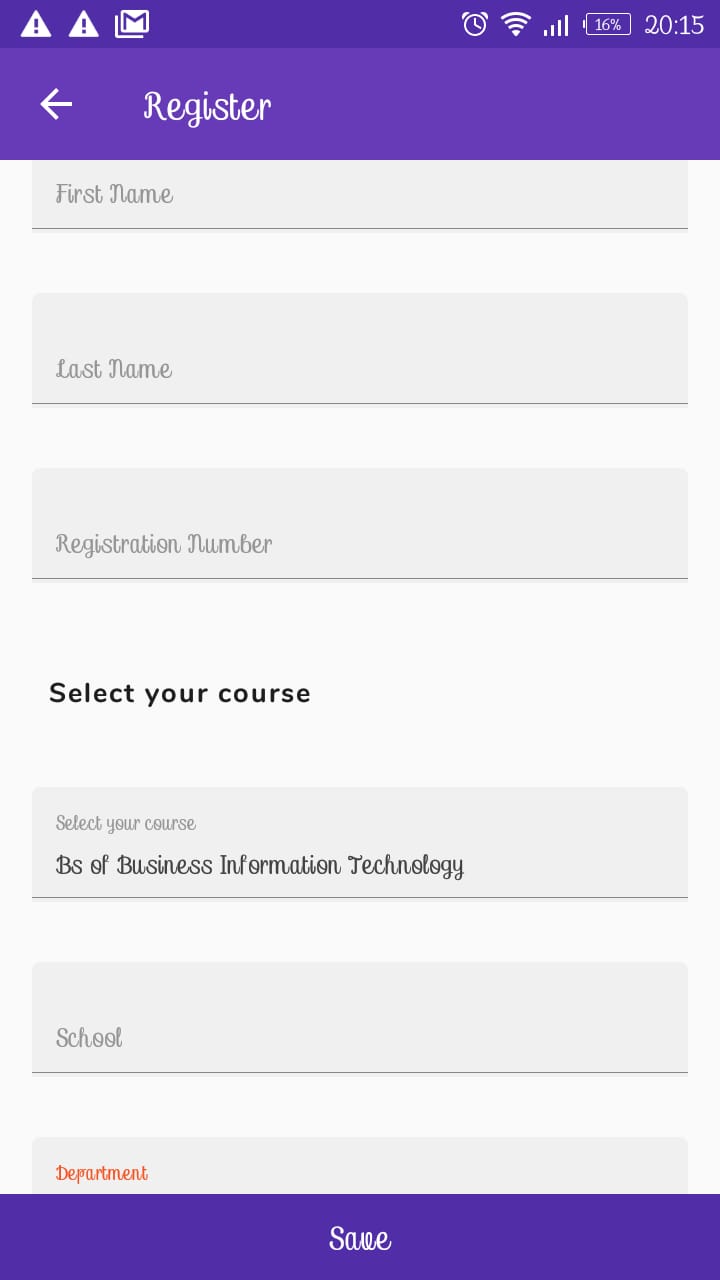 16% 20:15
Register
First Name
Last Name
Registration Number
Select your course
Select your course
Bs of Business Information Technology
School
Department
Save